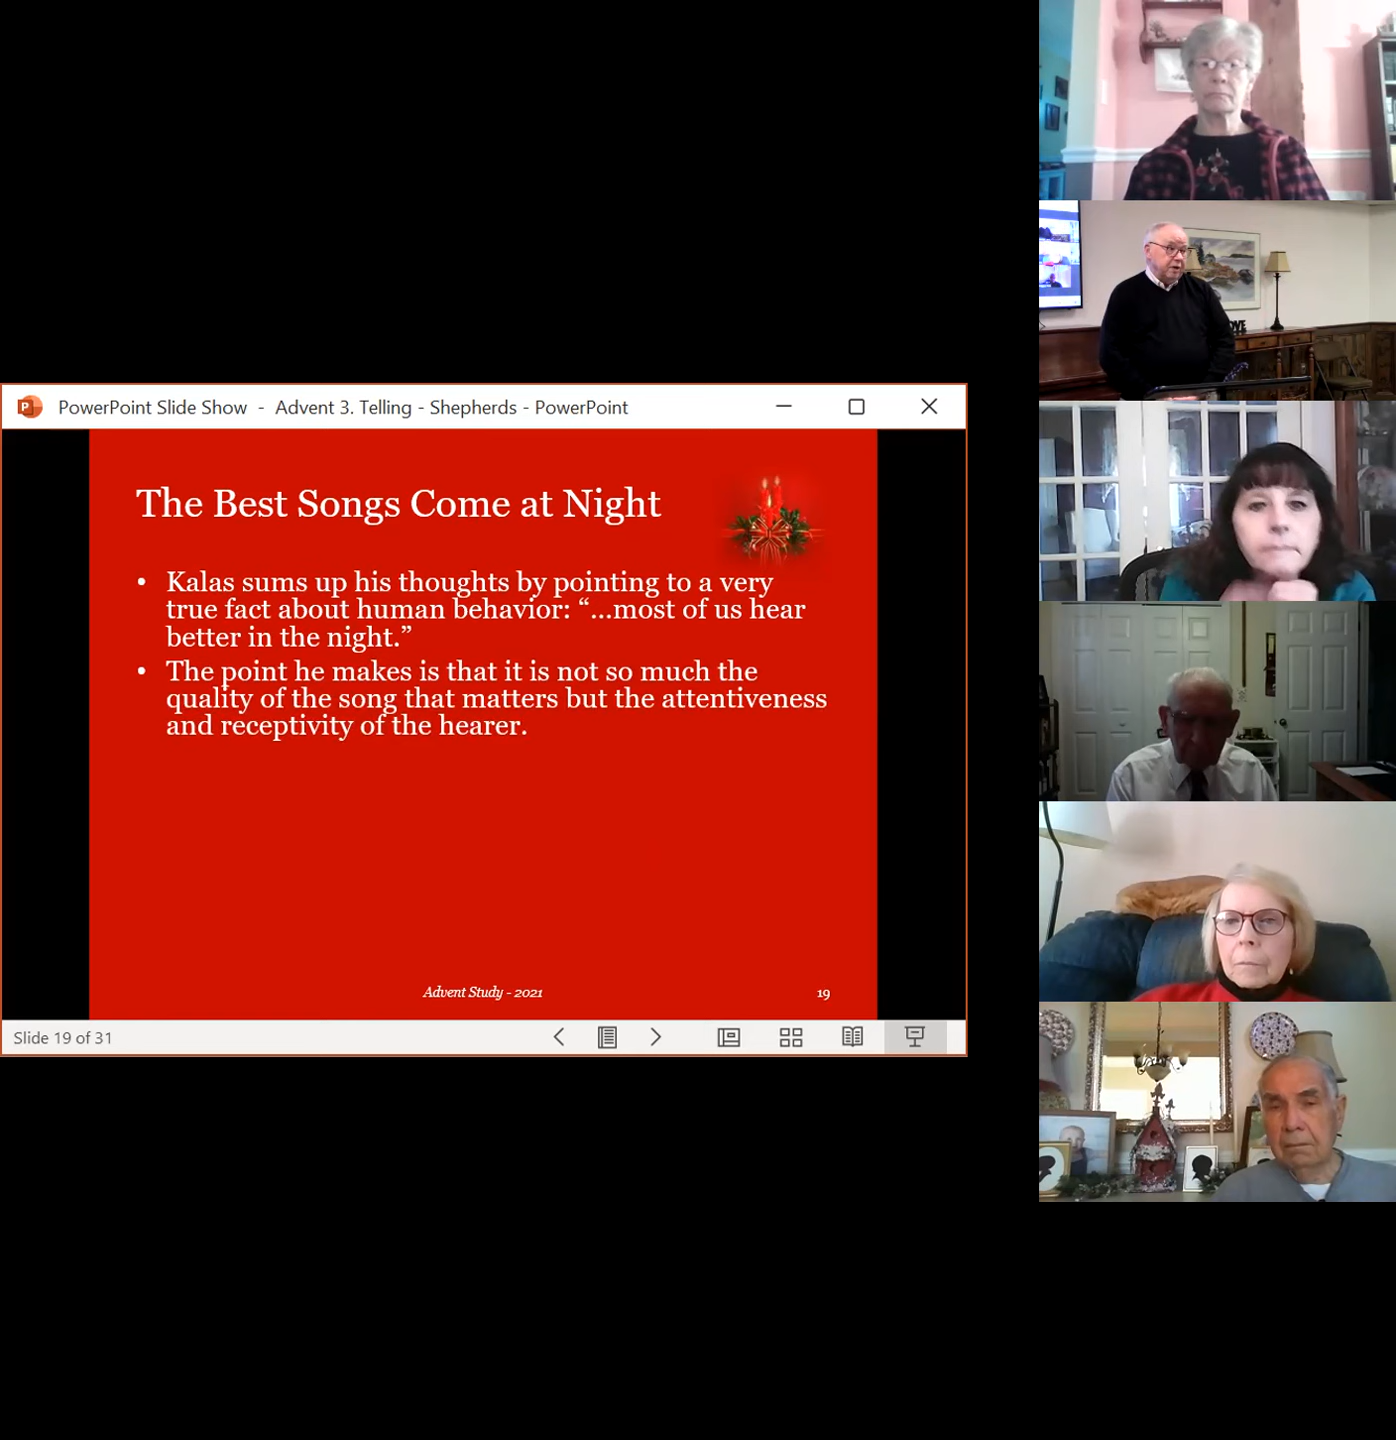 PowerPoint Slide Show - Advent 3. Telling - Shepherds - PowerPoint
The Best Songs Come at Night
• Kalas sums up his thoughts by pointing to a very
true fact about human behavior: “...most of us hear
better in the night.”
• The point he makes is that it is not so much the
quality of the song that matters but the attentiveness
and receptivity of the hearer.
Advent Study - 2021
19
Slide 19 of 31